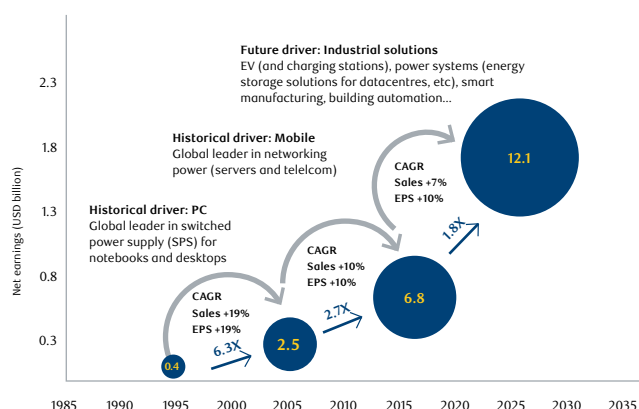 Future driver: Industrial solutions
EV (and charging stations), power systems (energy
storage solutions for datacentres, etc), smart
manufacturing, building automation...
Historical driver: Mobile
Global leader in networking
power (servers and telelcom)
Historical driver: PC
Global leader in switched
power supply (SPS) for
notebooks and desktops
Net earnings (USD billion)
2.3
1.8
1.3
0.8
0.3
CAGR
Sales +19%
EPS +19%
CAGR
Sales +10%
EPS +10%
CAGR
Sales +7%
EPS +10%
0.4
6.3X
2.5
2.7X
6.8
1.8X
12.1
1985 1990 1995 2000 2005 2010 2015 2020 2025 2030 2035